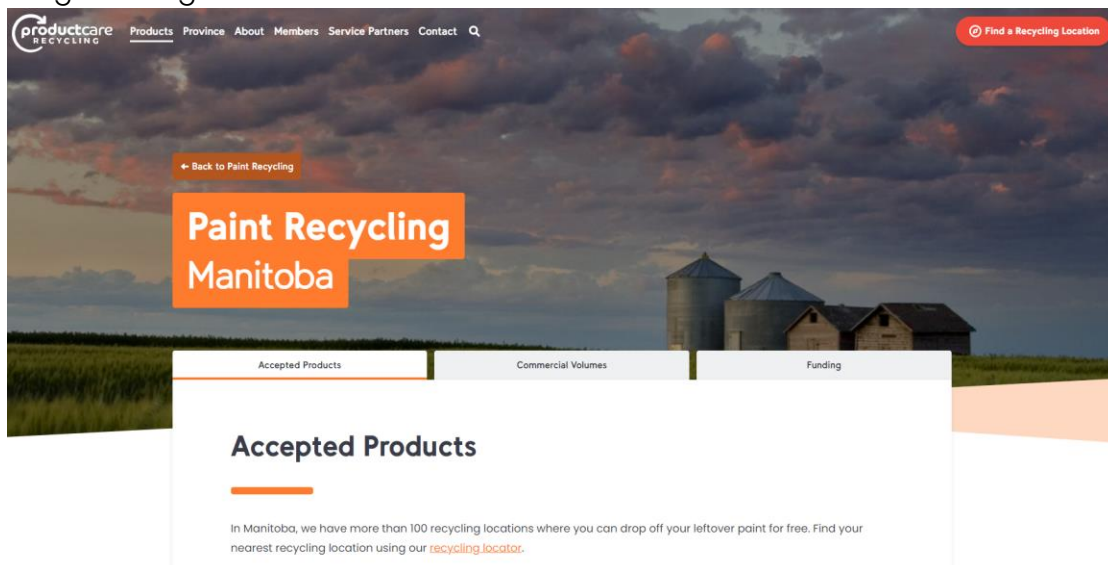 productcare
RECYCLING
Products Province About Members Service Partners Contact
Find a Recycling Location
← Back to Paint Recycling
Paint Recycling
Manitoba
Accepted Products
Commercial Volumes
Funding
Accepted Products
In Manitoba, we have more than 100 recycling locations where you can drop off your leftover paint for free. Find your
nearest recycling location using our recycling locator.